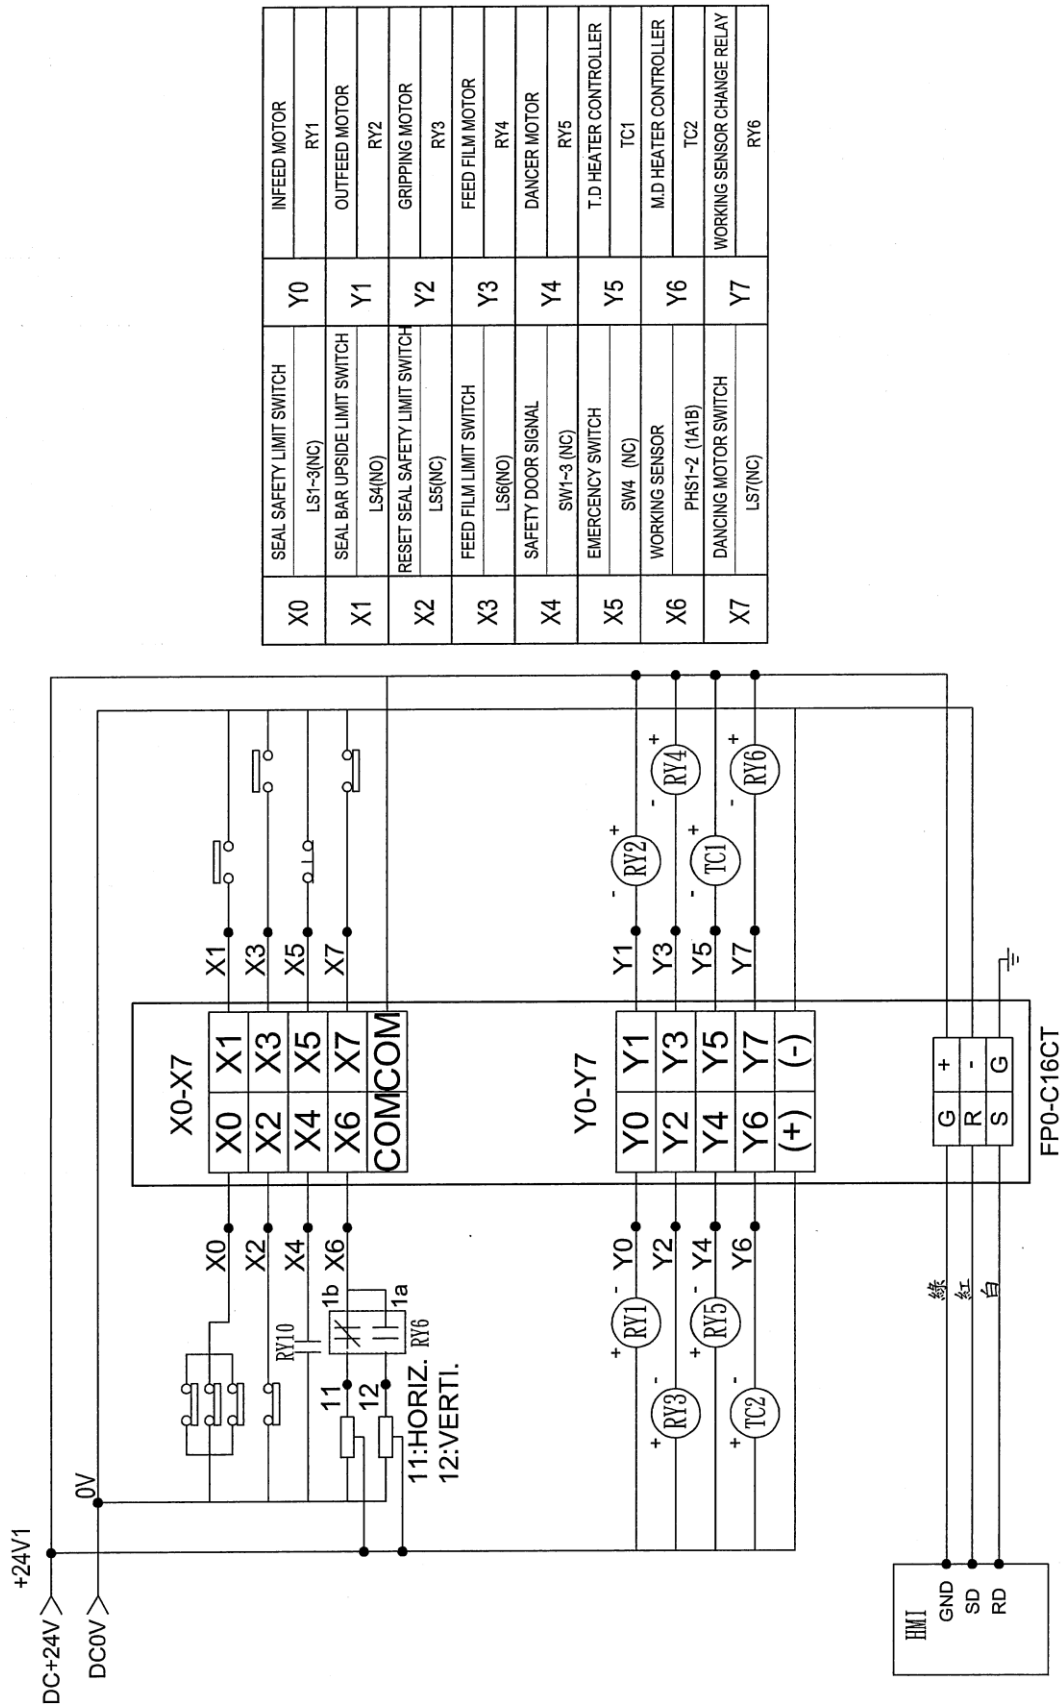 DC+24V
+24V1
DC0V
0V
X0-X7
X0 X1
X2 X3
X4 X5
X6 X7
COM COM
X0
X2
X4
X6
X1
X3
X5
X7
RY10
1b
1a
RY6
11
12
11:HORIZ.
12:VERTI.
Y0-Y7
Y0 Y1
Y2 Y3
Y4 Y5
Y6 Y7
(+) (-)
Y0
Y2
Y4
Y6
Y1
Y3
Y5
Y7
+ RY1 -
+ RY3 -
+ RY5 -
+ TC2 -
- RY2 +
- RY4 +
- TC1 +
- RY6 +
G +
R -
S G
FP0-C16CT
HMI
GND
SD
RD
綠
紅
白
X0 SEAL SAFETY LIMIT SWITCH Y0 INFEED MOTOR
LS1~3(NC) RY1
X1 SEAL BAR UPSIDE LIMIT SWITCH Y1 OUTFEED MOTOR
LS4(NO) RY2
X2 RESET SEAL SAFETY LIMIT SWITCH Y2 GRIPPING MOTOR
LS5(NC) RY3
X3 FEED FILM LIMIT SWITCH Y3 FEED FILM MOTOR
LS6(NO) RY4
X4 SAFETY DOOR SIGNAL Y4 DANCER MOTOR
SW1~3 (NC) RY5
X5 EMERCENCY SWITCH Y5 T.D HEATER CONTROLLER
SW4 (NC) TC1
X6 WORKING SENSOR Y6 M.D HEATER CONTROLLER
PHS1~2 (1A1B) TC2
X7 DANCING MOTOR SWITCH Y7 WORKING SENSOR CHANGE RELAY
LS7(NC) RY6